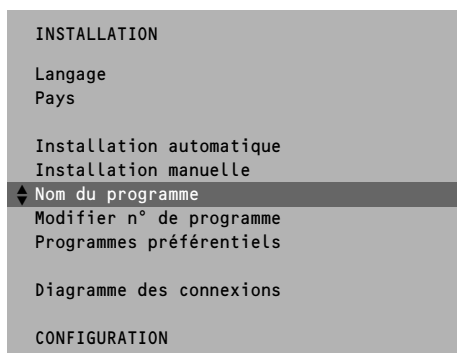 INSTALLATION
Langage
Pays
Installation automatique
Installation manuelle
Nom du programme
Modifier n° de programme
Programmes préférentiels
Diagramme des connexions
CONFIGURATION